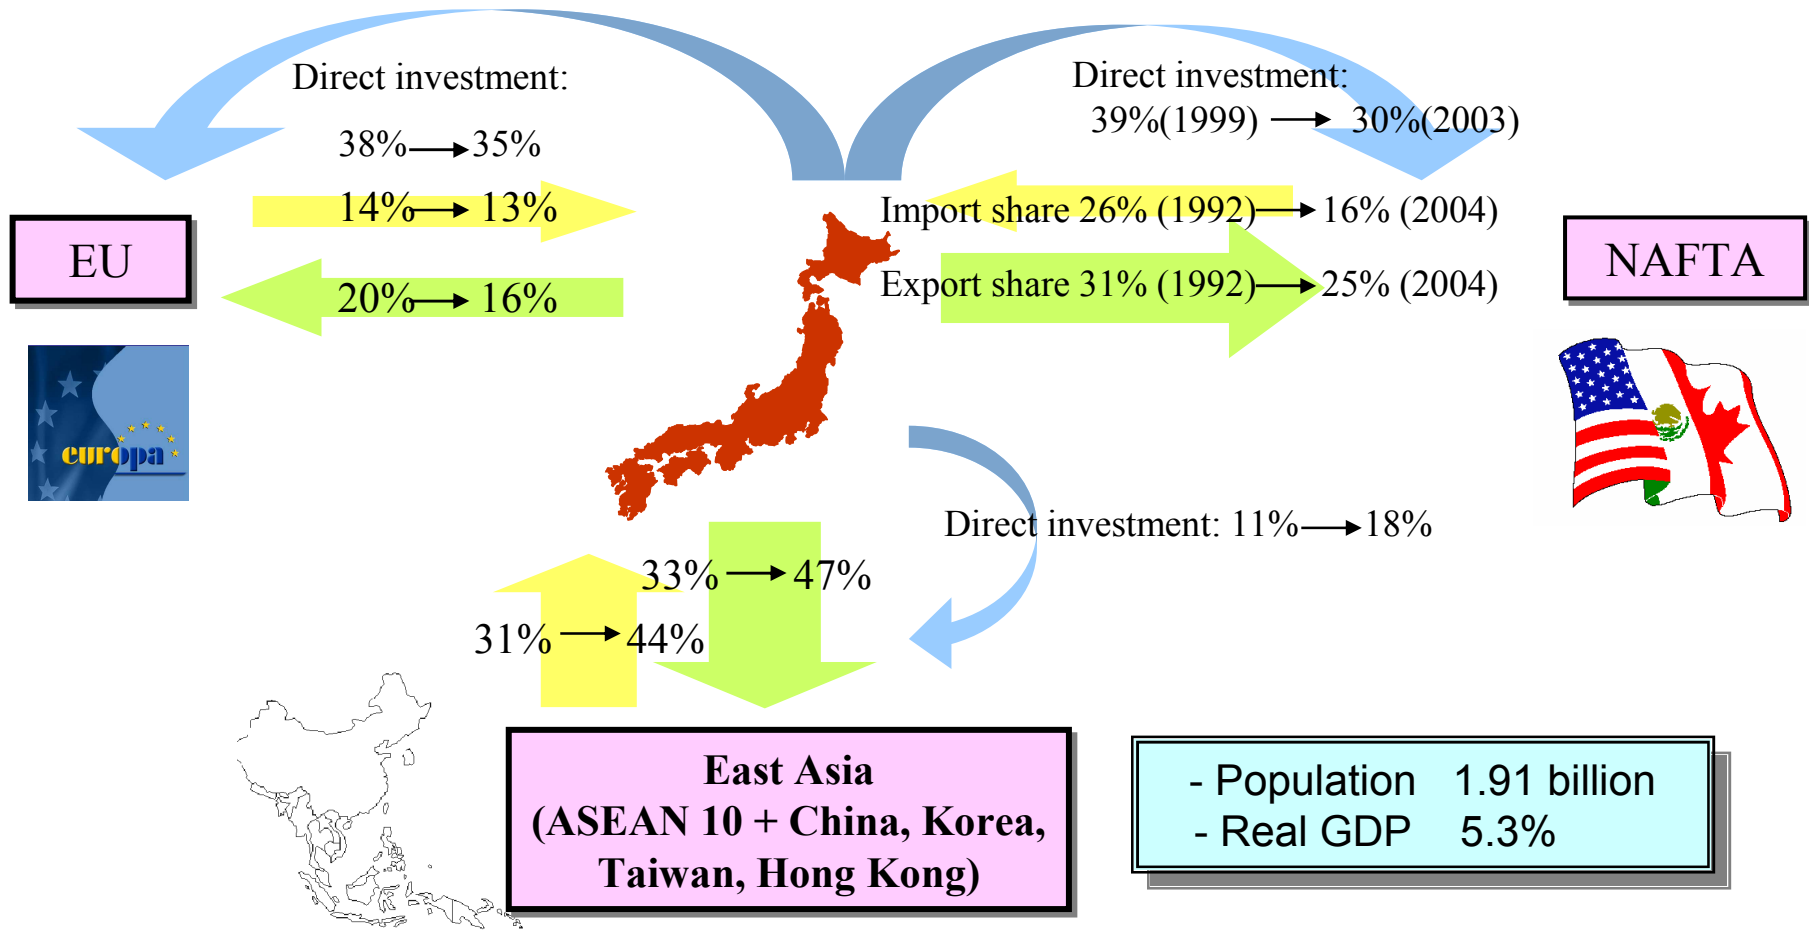 Direct investment:
38% → 35%
14% → 13%
20% → 16%
EU
europa
Direct investment:
39%(1999) → 30%(2003)
Import share 26% (1992) → 16% (2004)
Export share 31% (1992) → 25% (2004)
NAFTA
Direct investment: 11% → 18%
33% → 47%
31% → 44%
East Asia
(ASEAN 10 + China, Korea,
Taiwan, Hong Kong)
- Population 1.91 billion
- Real GDP 5.3%